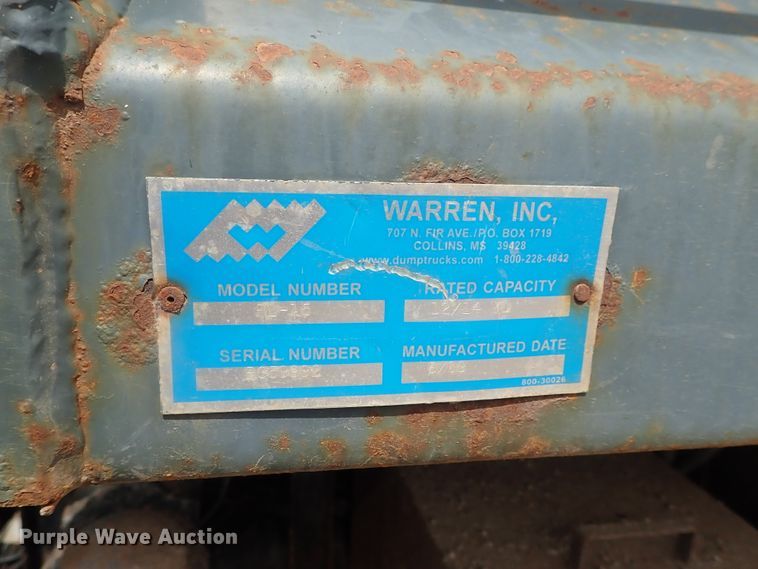 WARREN, INC,
707 N. FIR AVE./P.O. BOX 1719
COLLINS, MS 39428
www.dumptrucks.com 1-800-228-4842
MODEL NUMBER
RATED CAPACITY
SERIAL NUMBER
MANUFACTURED DATE
800-30026
Purple Wave Auction